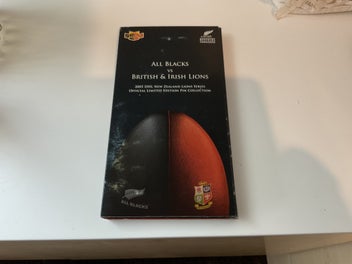 ALL BLACKS
VS
BRITISH & IRISH LIONS
2005 DHL NEW ZEALAND LIONS SERIES
OFFICIAL LIMITED EDITION PIN COLLECTION
ALL BLACKS